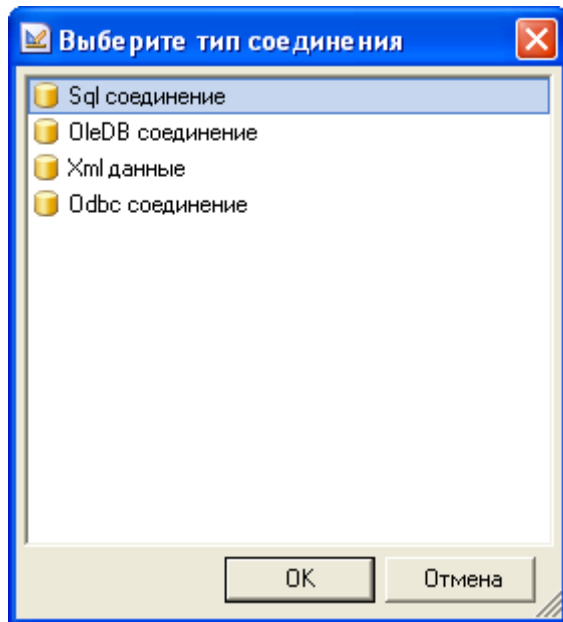 Выберите тип соединения
Sql соединение
OleDB соединение
Xml данные
Odbc соединение
OK
Отмена